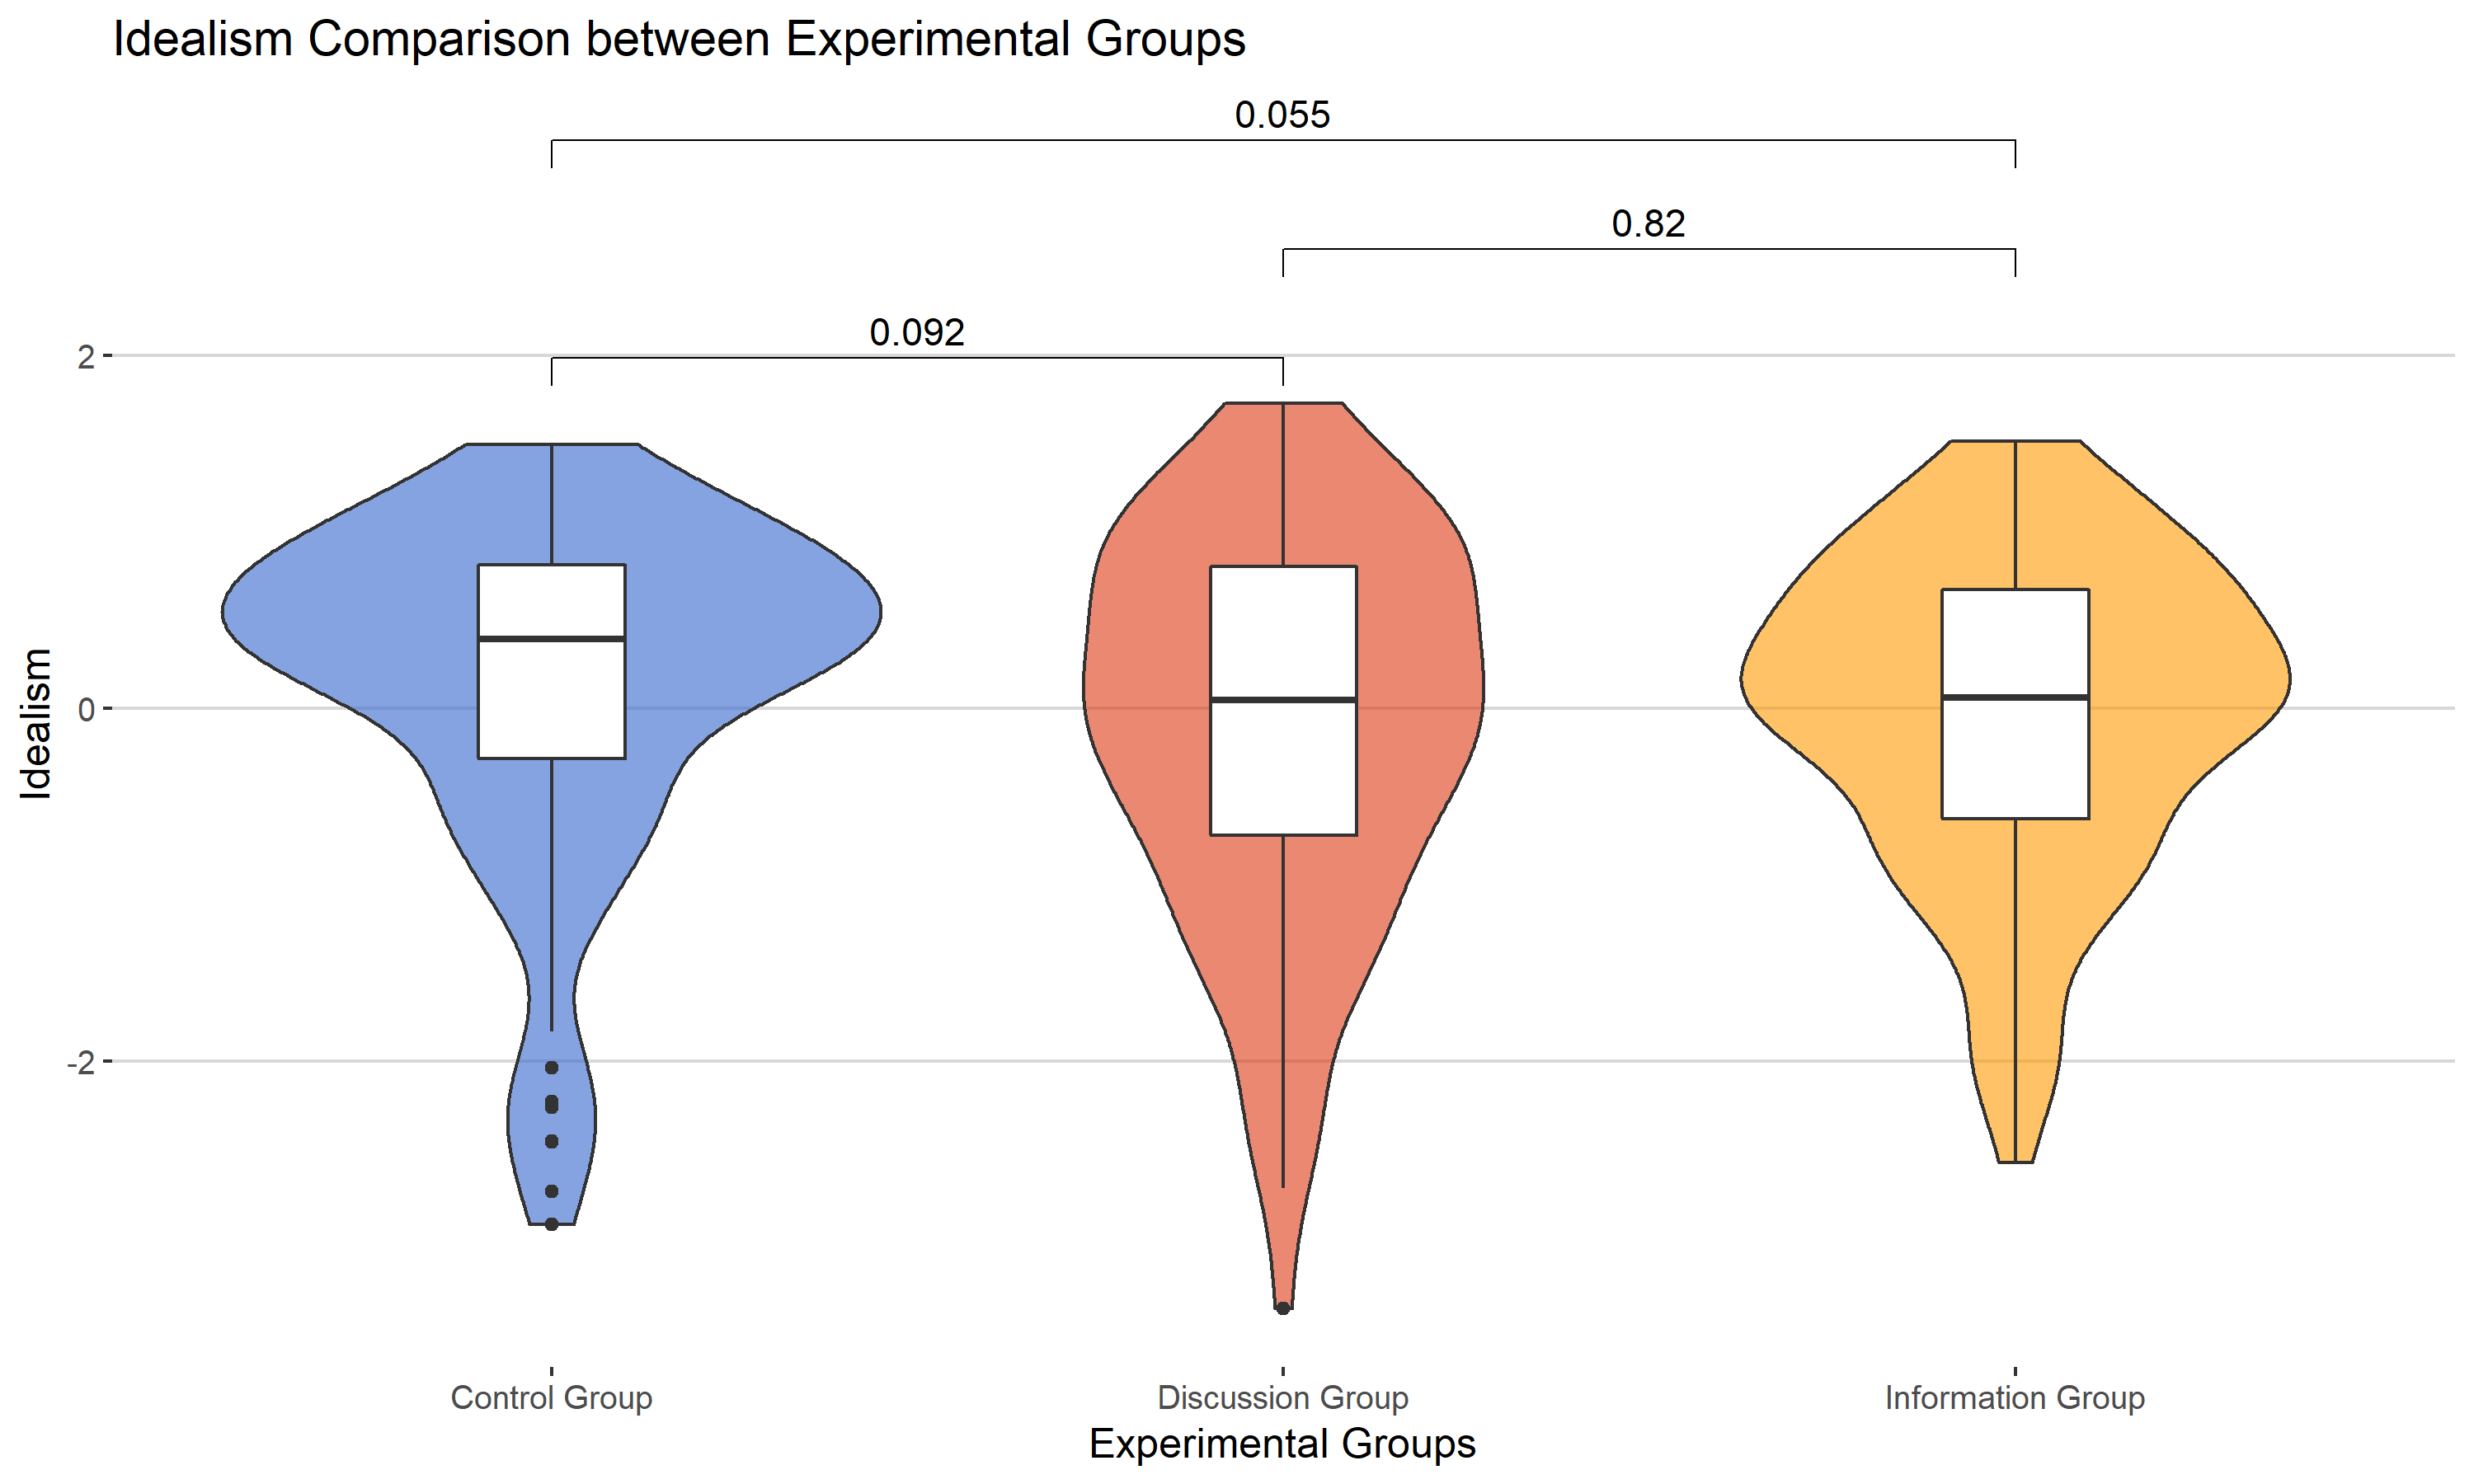 Idealism Comparison between Experimental Groups
0.055
0.82
0.092
2
0
-2
Idealism
Control Group
Discussion Group
Information Group
Experimental Groups